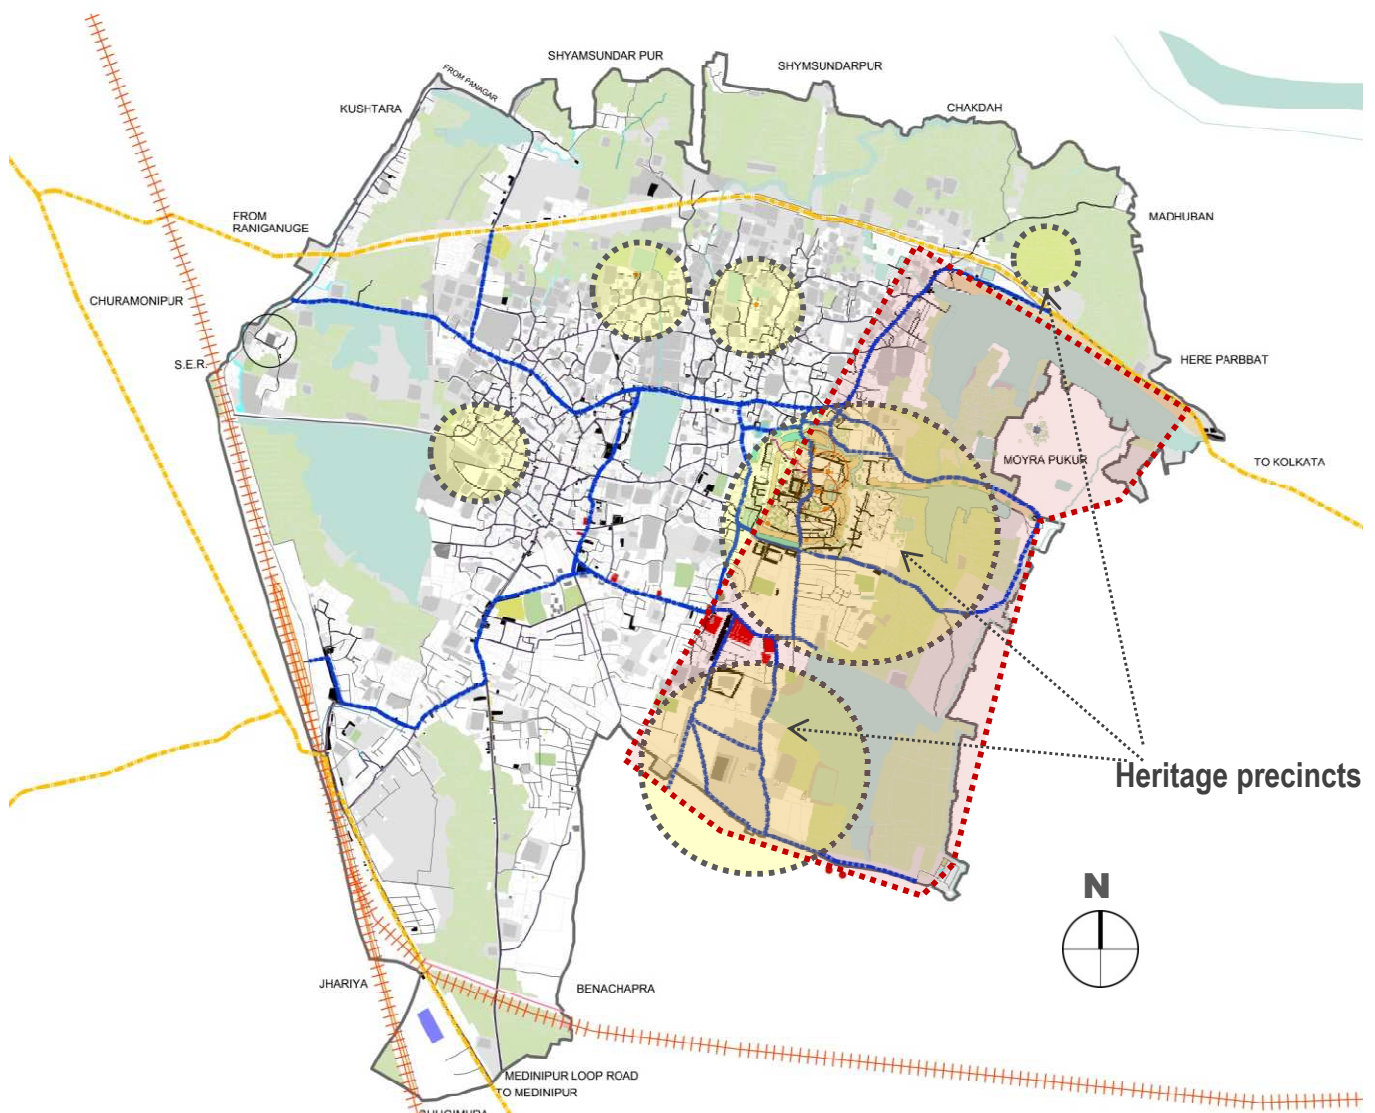 SHYAMSUNDAR PUR
SHYMSUNDARPUR
FROM PANAGAR
KUSHTARA
CHAKDAH
MADHUBAN
FROM
RANIGANUGE
CHURAMONIPUR
S.E.R.
HERE PARBBAT
MOYRA PUKUR
TO KOLKATA
Heritage precincts
N
JHARIYA
BENACHAPRA
MEDINIPUR LOOP ROAD
TO MEDINIPUR